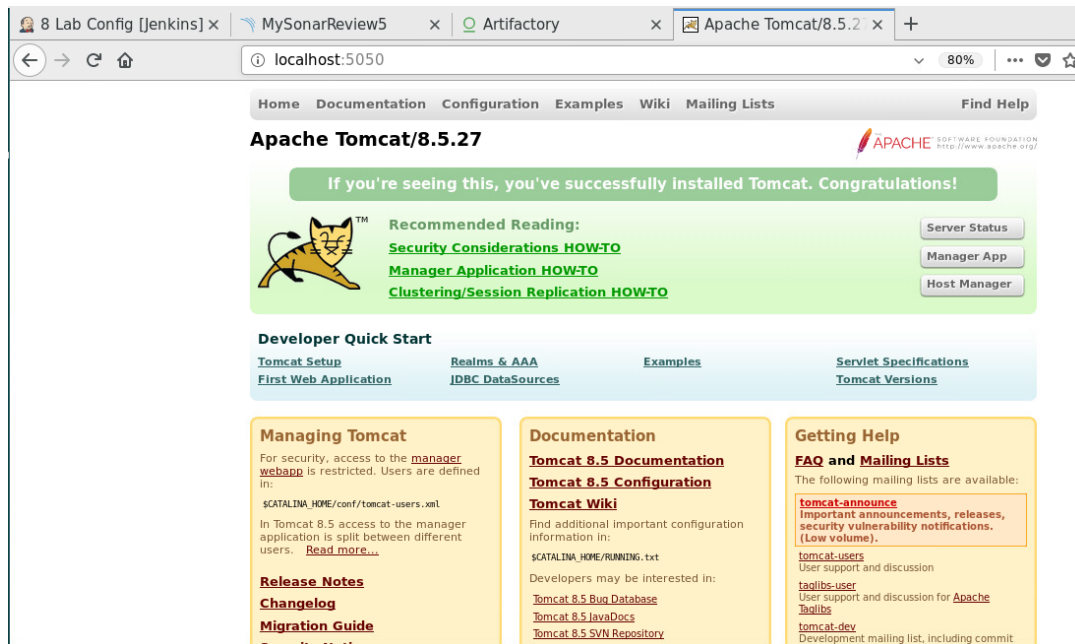 8 Lab Config [Jenkins]
MySonarReview5
Artifactory
Apache Tomcat/8.5.2
localhost:5050
80%
Home Documentation Configuration Examples Wiki Mailing Lists Find Help
Apache Tomcat/8.5.27
APACHE SOFTWARE FOUNDATION
http://www.apache.org/
If you're seeing this, you've successfully installed Tomcat. Congratulations!
TM
Recommended Reading:
Security Considerations HOW-TO
Manager Application HOW-TO
Clustering/Session Replication HOW-TO
Server Status
Manager App
Host Manager
Developer Quick Start
Tomcat Setup
First Web Application
Realms & AAA
JDBC DataSources
Examples
Servlet Specifications
Tomcat Versions
Managing Tomcat
For security, access to the manager
webapp is restricted. Users are defined
in:
$CATALINA_HOME/conf/tomcat-users.xml
In Tomcat 8.5 access to the manager
application is split between different
users. Read more...
Release Notes
Changelog
Migration Guide
Documentation
Tomcat 8.5 Documentation
Tomcat 8.5 Configuration
Tomcat Wiki
Find additional important configuration
information in:
$CATALINA_HOME/RUNNING.txt
Developers may be interested in:
Tomcat 8.5 Bug Database
Tomcat 8.5 JavaDocs
Tomcat 8.5 SVN Repository
Getting Help
FAQ and Mailing Lists
The following mailing lists are available:
tomcat-announce
Important announcements, releases,
security vulnerability notifications.
(Low volume).
tomcat-users
User support and discussion
taglibs-user
User support and discussion for Apache
Taglibs
tomcat-dev
Development mailing list, including commit